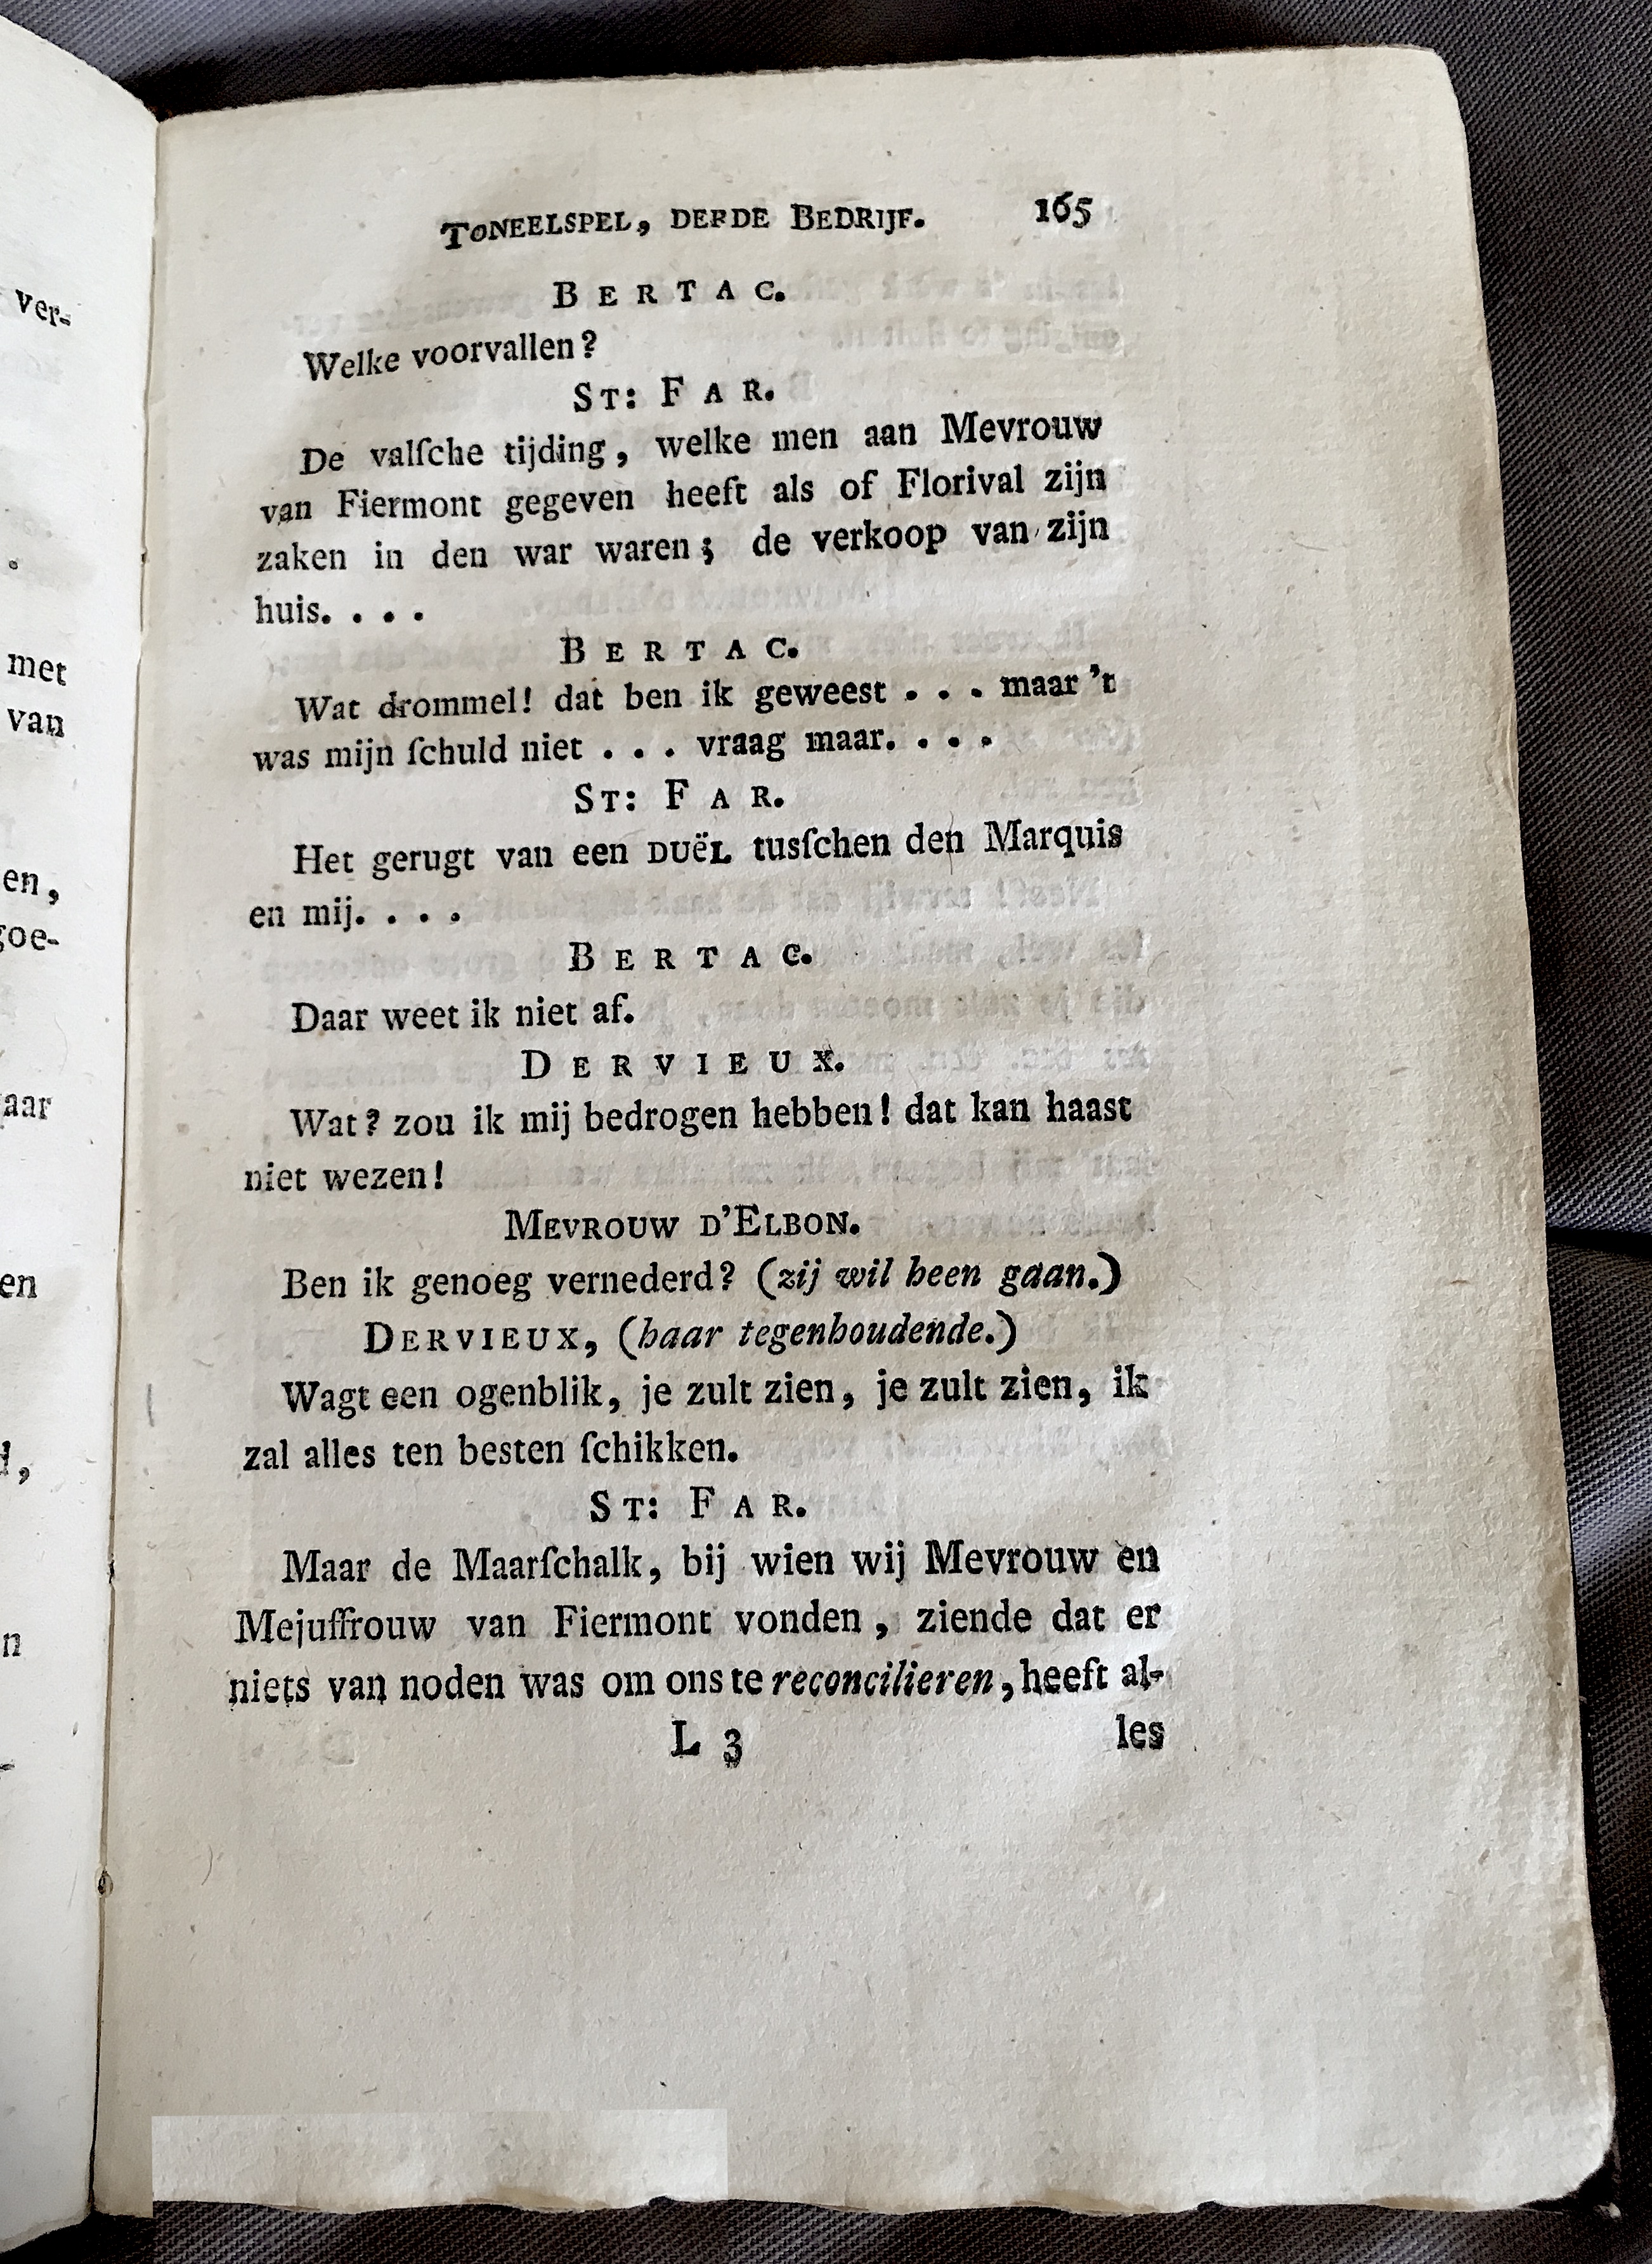 ver-
.
met
van
en,
goe-
aar
en
d,
n
-
TONEELSPEL, DERDE BEDRIJF. 165
BERTAC.
Welke voorvallen?
ST: FAR.
De valſche tijding, welke men aan Mevrouw
van Fiermont gegeven heeft als of Florival zijn
zaken in den war waren; de verkoop van zijn
huis. . . .
BERTAC.
Wat drommel! dat ben ik geweest . . . maar 't
was mijn ſchuld niet . . . vraag maar. . . .
ST: FAR.
Het gerugt van een DUëL tusſchen den Marquis
en mij. . . .
BERTAC.
Daar weet ik niet af.
DERVIEUX.
Wat? zou ik mij bedrogen hebben! dat kan haast
niet wezen!
MEVROUW D'ELBON.
Ben ik genoeg vernederd? (zij wil heen gaan.)
DERVIEUX, (haar tegenhoudende.)
Wagt een ogenblik, je zult zien, je zult zien, ik
zal alles ten besten ſchikken.
ST: FAR.
Maar de Maarſchalk, bij wien wij Mevrouw en
Mejuffrouw van Fiermont vonden, ziende dat er
niets van noden was om ons te reconcilieren, heeft al-
L 3 les